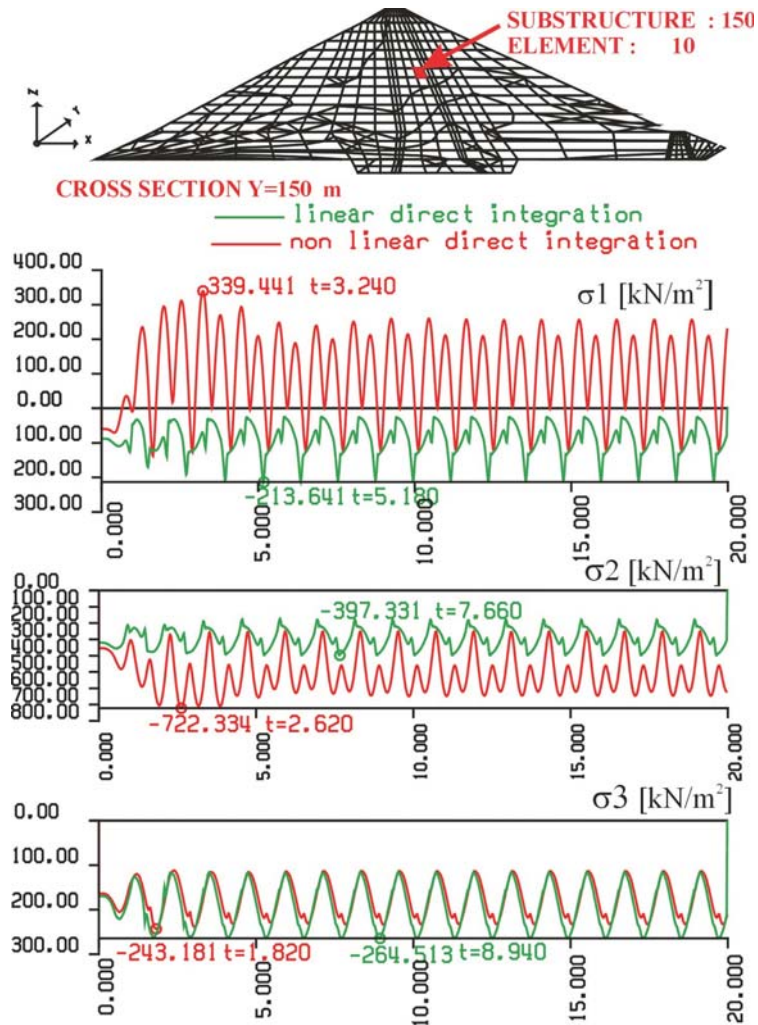 SUBSTRUCTURE : 150
ELEMENT : 10
Z
Y
X
CROSS SECTION Y=150 m
linear direct integration
non linear direct integration
σ1 [kN/m²]
400.00
300.00
200.00
100.00
0.00
100.00
200.00
300.00
339.441 t=3.240
-213.641 t=5.180
0.000
5.000
10.000
15.000
20.000
σ2 [kN/m²]
0.00
100.00
200.00
300.00
400.00
500.00
600.00
700.00
800.00
-397.331 t=7.660
-722.334 t=2.620
0.000
5.000
10.000
15.000
20.000
σ3 [kN/m²]
0.00
100.00
200.00
300.00
-243.181 t=1.820
-264.513 t=8.940
0.000
5.000
10.000
15.000
20.000